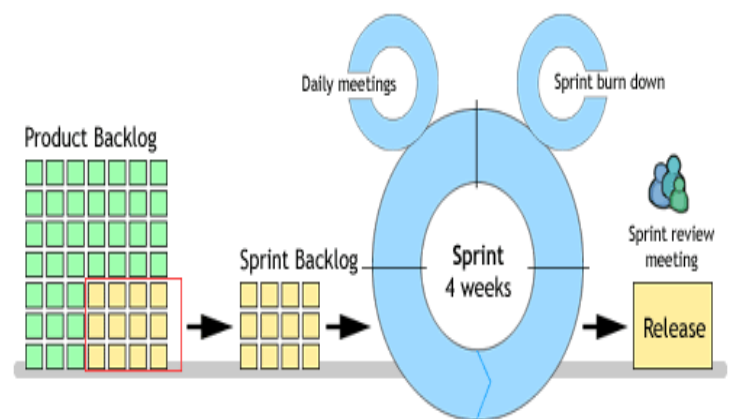 Product Backlog
Sprint Backlog
Daily meetings
Sprint burn down
Sprint
4 weeks
Sprint review
meeting
Release